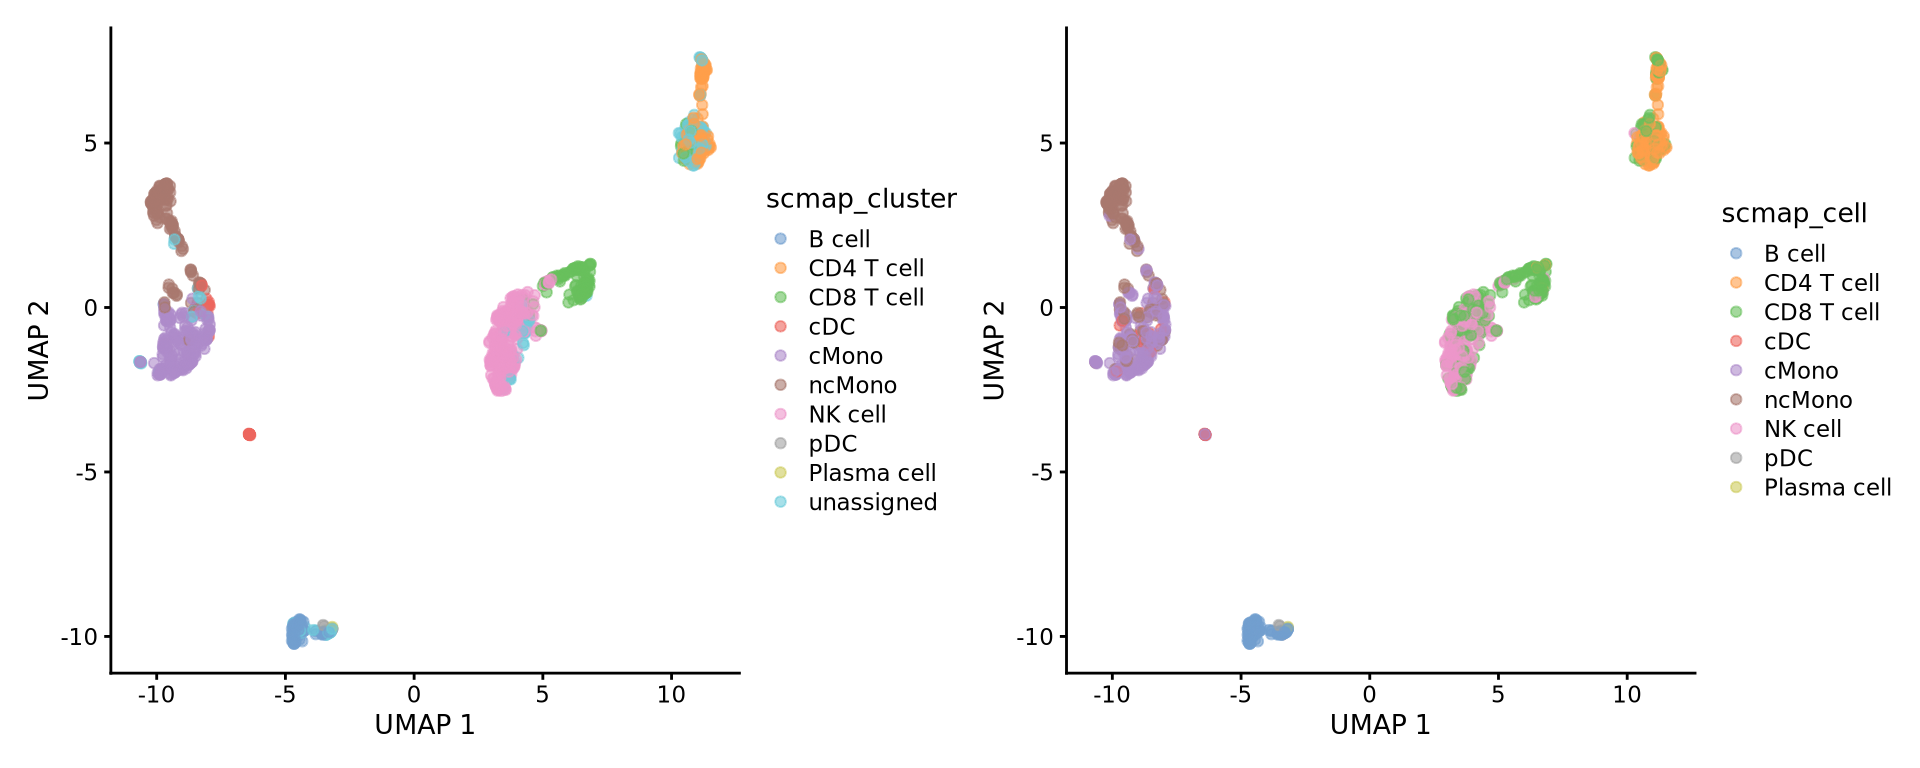 5
0
-5
-10
UMAP 2
-10 -5 0 5 10
UMAP 1
scmap_cluster
B cell
CD4 T cell
CD8 T cell
cDC
cMono
ncMono
NK cell
pDC
Plasma cell
unassigned
5
0
-5
-10
UMAP 2
-10 -5 0 5 10
UMAP 1
scmap_cell
B cell
CD4 T cell
CD8 T cell
cDC
cMono
ncMono
NK cell
pDC
Plasma cell